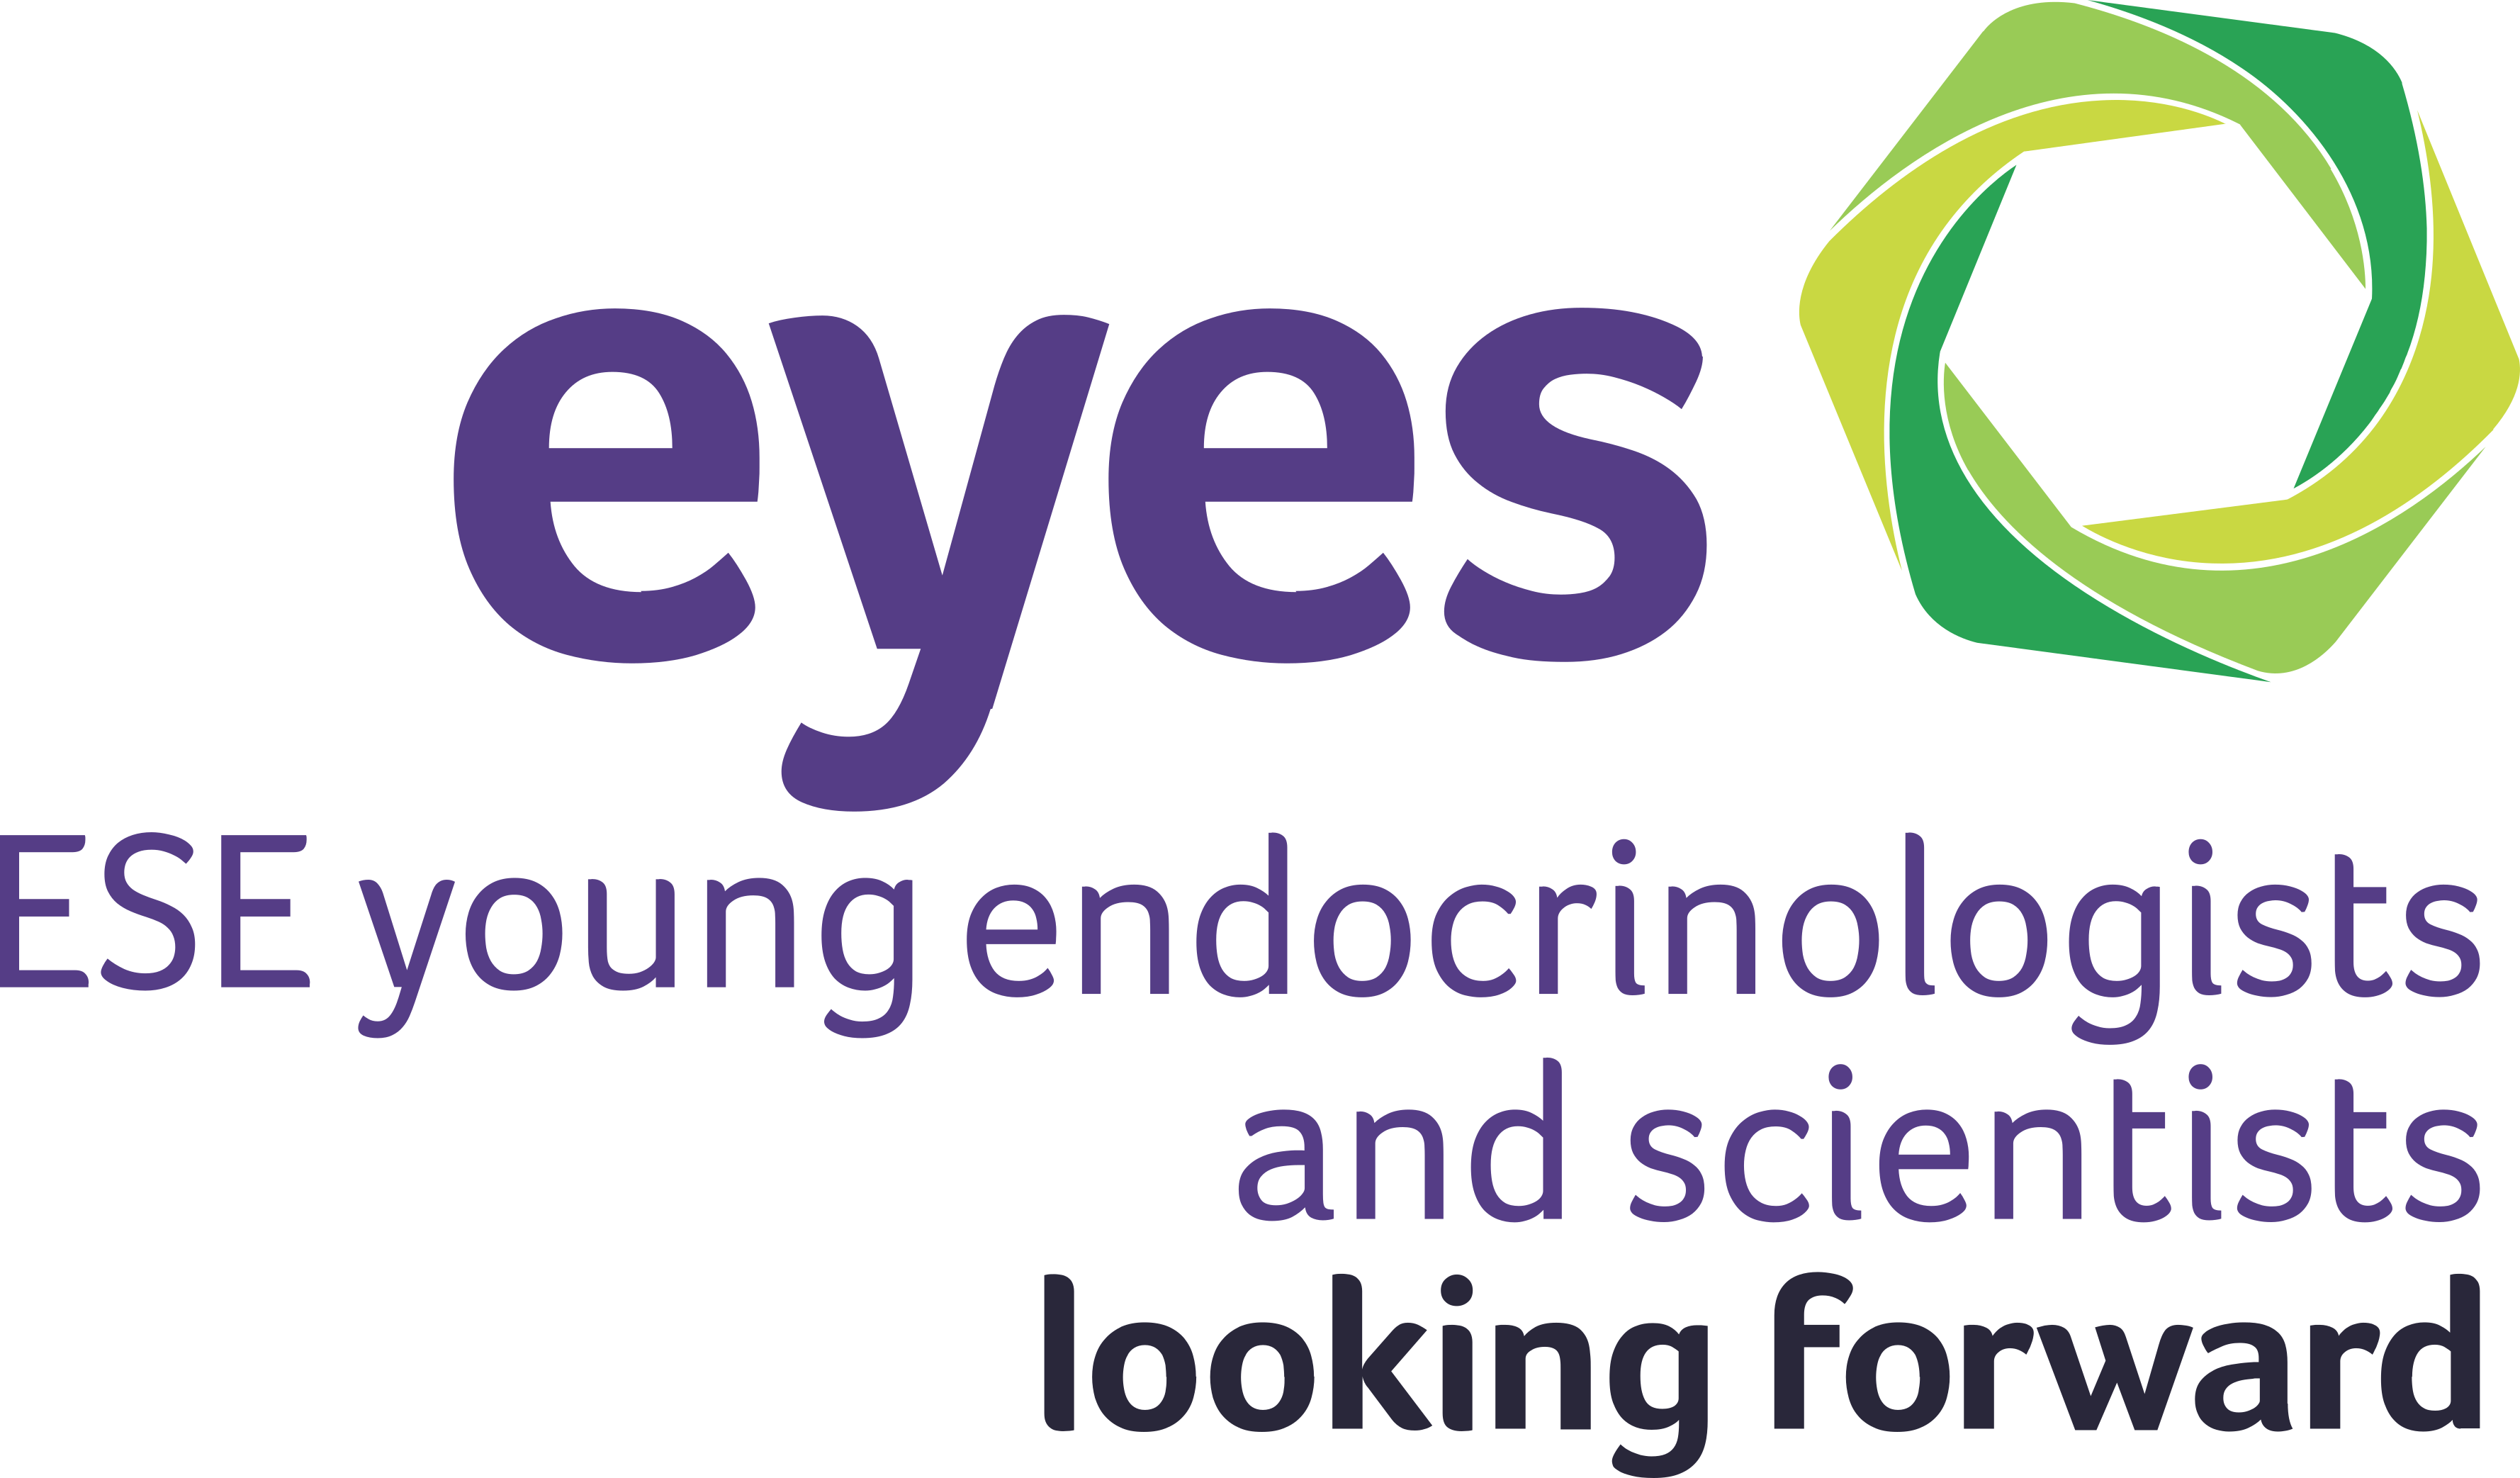 eyes
ESE young endocrinologists
and scientists
looking forward